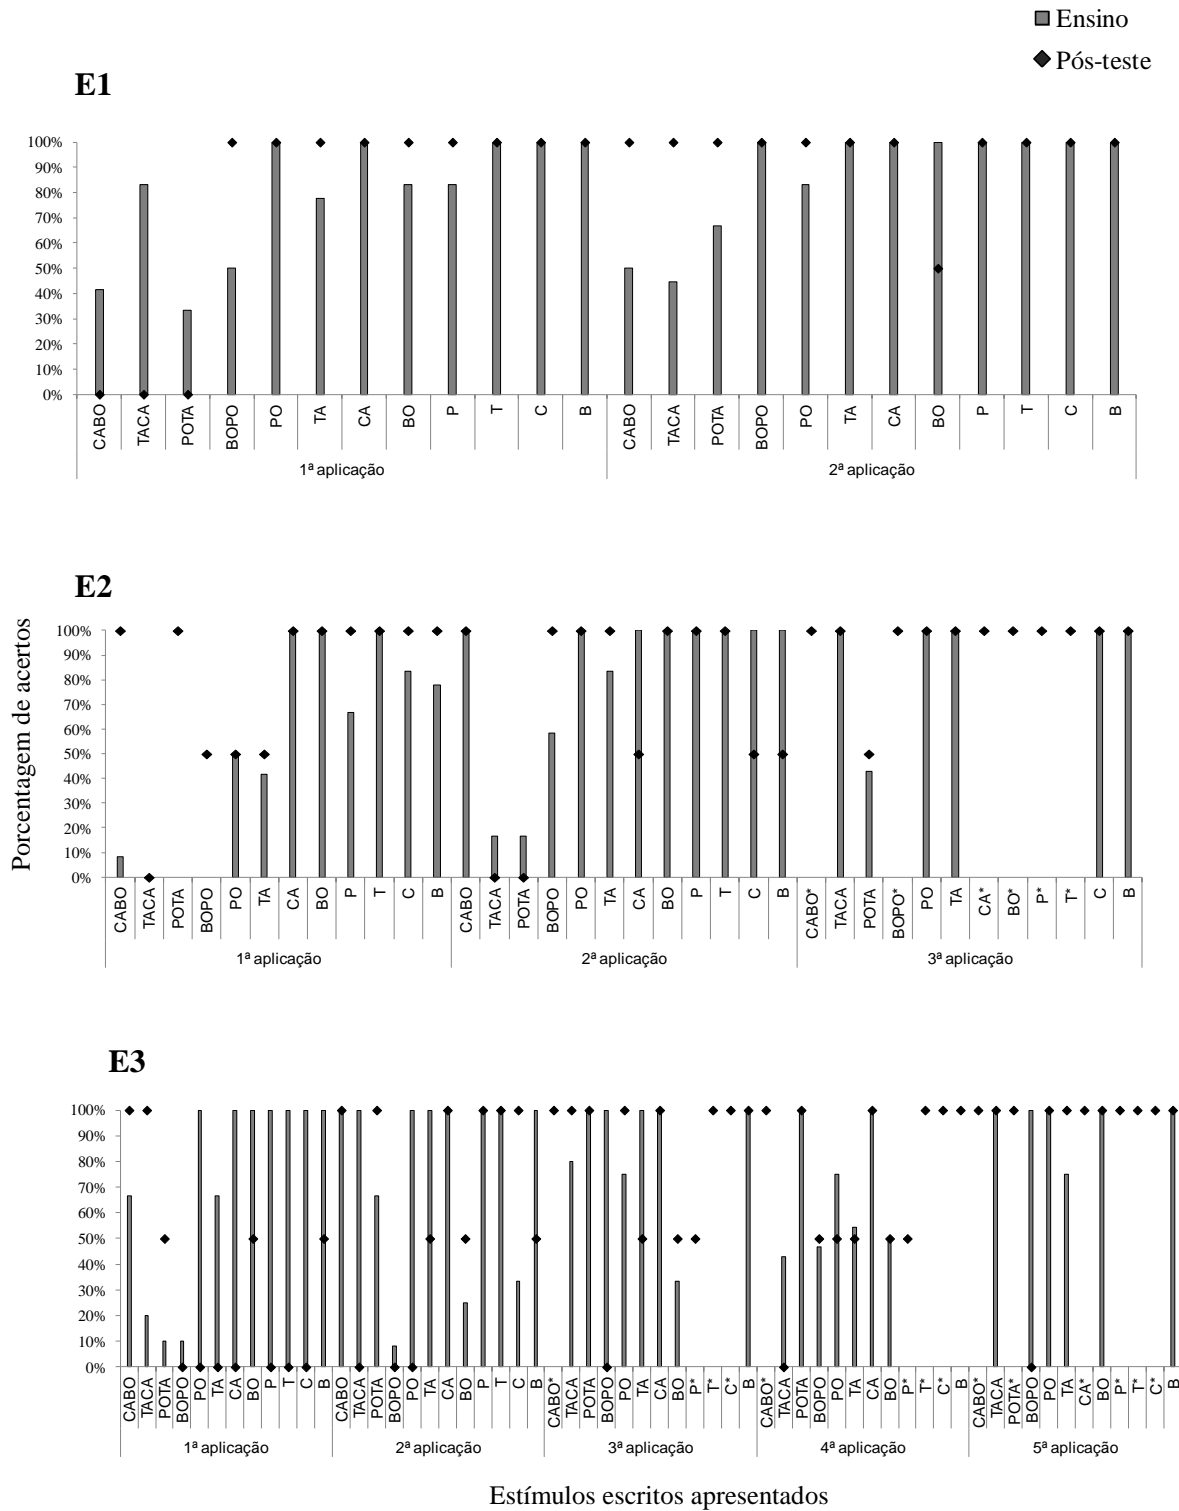 Ensino
Pós-teste
E1
100%
90%
80%
70%
60%
50%
40%
30%
20%
10%
0%
CABO TACA POTA BOPO PO TA CA BO P T C B CABO TACA POTA BOPO PO TA CA BO P T C B
1ª aplicação 2ª aplicação
E2
Porcentagem de acertos
100%
90%
80%
70%
60%
50%
40%
30%
20%
10%
0%
CABO TACA POTA BOPO PO TA CA BO P T C B CABO TACA POTA BOPO PO TA CA BO P T C B CABO* TACA POTA BOPO* PO TA CA* BO* P* T* C B
1ª aplicação 2ª aplicação 3ª aplicação
E3
100%
90%
80%
70%
60%
50%
40%
30%
20%
10%
0%
CABO TACA POTA BOPO PO TA CA BO P T C B CABO TACA POTA BOPO PO TA CA BO P T C B CABO* TACA POTA BOPO PO TA CA BO P* T* C* B CABO* TACA POTA BOPO PO TA CA BO P* T* C* B CABO* TACA POTA* BOPO PO TA CA* BO P* T* C* B
1ª aplicação 2ª aplicação 3ª aplicação 4ª aplicação 5ª aplicação
Estímulos escritos apresentados